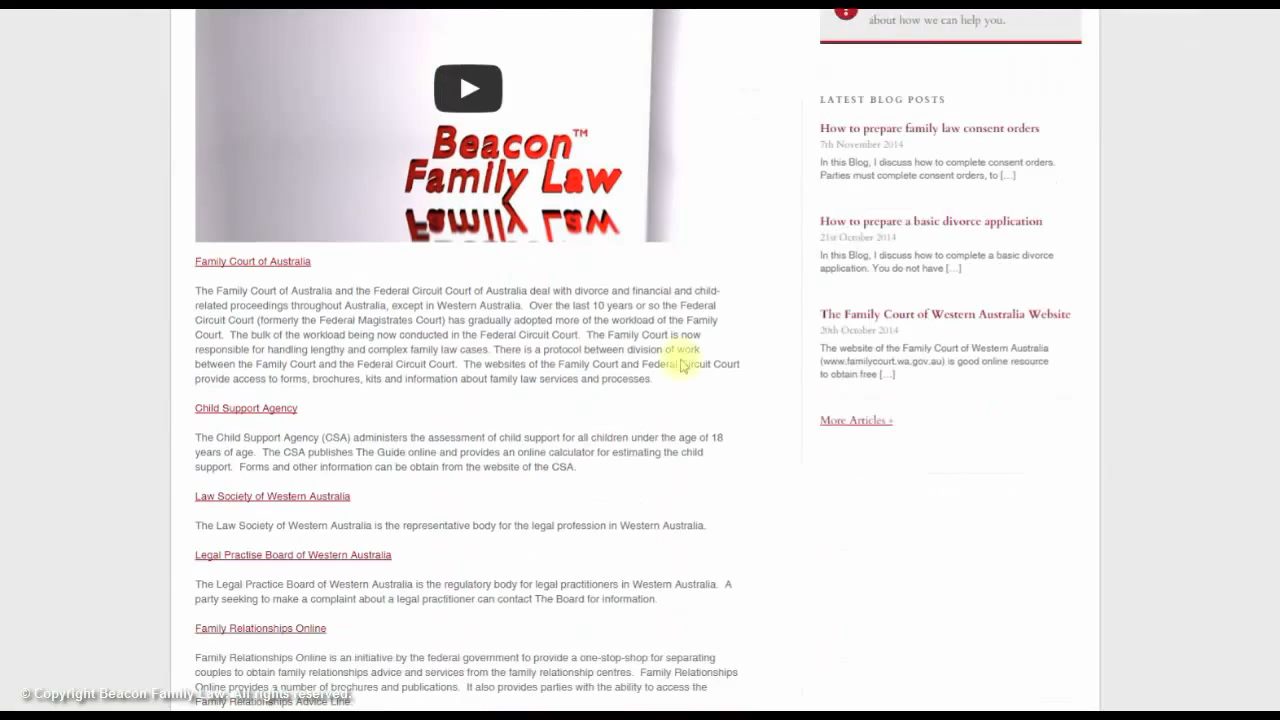 Beacon™
Family Law
Family Court of Australia
The Family Court of Australia and the Federal Circuit Court of Australia deal with divorce and financial and child-
related proceedings throughout Australia, except in Western Australia. Over the last 10 years or so the Federal
Circuit Court (formerly the Federal Magistrates Court) has gradually adopted more of the workload of the Family
Court. The bulk of the workload being now conducted in the Federal Circuit Court. The Family Court is now
responsible for handling lengthy and complex family law cases. There is a protocol between division of work
between the Family Court and the Federal Circuit Court. The websites of the Family Court and Federal Circuit Court
provide access to forms, brochures, kits and information about family law services and processes.
Child Support Agency
The Child Support Agency (CSA) administers the assessment of child support for all children under the age of 18
years of age. The CSA publishes The Guide online and provides an online calculator for estimating the child
support. Forms and other information can be obtain from the website of the CSA.
Law Society of Western Australia
The Law Society of Western Australia is the representative body for the legal profession in Western Australia.
Legal Practise Board of Western Australia
The Legal Practice Board of Western Australia is the regulatory body for legal practitioners in Western Australia. A
party seeking to make a complaint about a legal practitioner can contact The Board for information.
Family Relationships Online
Family Relationships Online is an initiative by the federal government to provide a one-stop-shop for separating
couples to obtain family relationships advice and services from the family relationship centres. Family Relationships
Online provides a number of brochures and publications. It also provides parties with the ability to access the
Family Relationships Advice Line.
about how we can help you.
LATEST BLOG POSTS
How to prepare family law consent orders
7th November 2014
In this Blog, I discuss how to complete consent orders.
Parties must complete consent orders, to […]
How to prepare a basic divorce application
21st October 2014
In this Blog, I discuss how to complete a basic divorce
application. You do not have […]
The Family Court of Western Australia Website
20th October 2014
The website of the Family Court of Western Australia
(www.familycourt.wa.gov.au) is good online resource
to obtain free […]
More Articles »
© Copyright Beacon Family Law. All rights reserved.